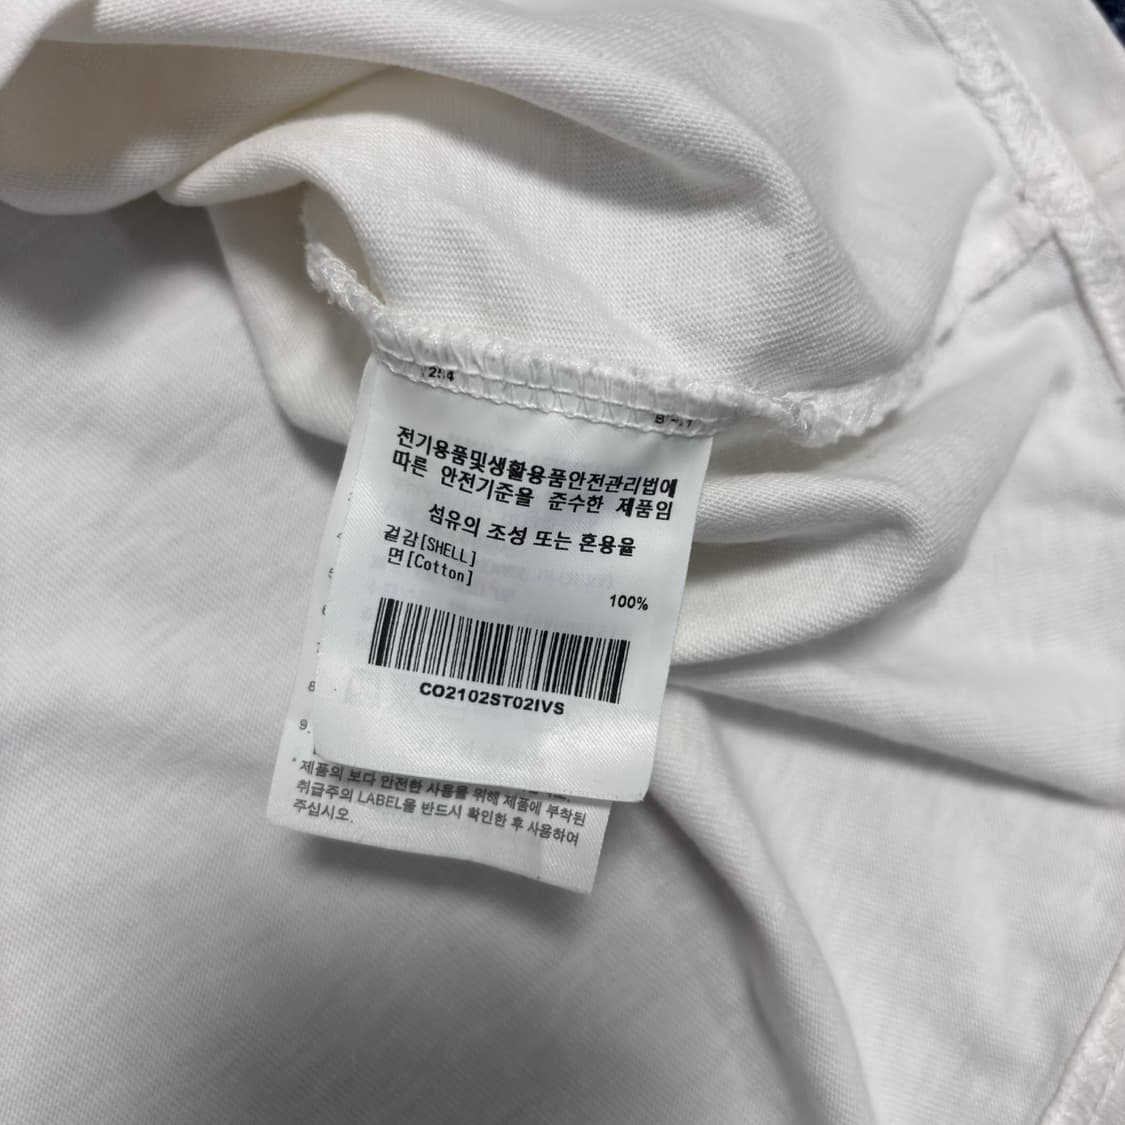 전기용품및생활용품안전관리법에
따른 안전기준을 준수한 제품임
섬유의 조성 또는 혼용율
겉감[SHELL]
면[Cotton]
100%
CO2102ST02IVS
8
9.
* 제품의 보다 안전한 사용을 위해 제품에 부착된
취급주의 LABEL을 반드시 확인한 후 사용하여
주십시오.